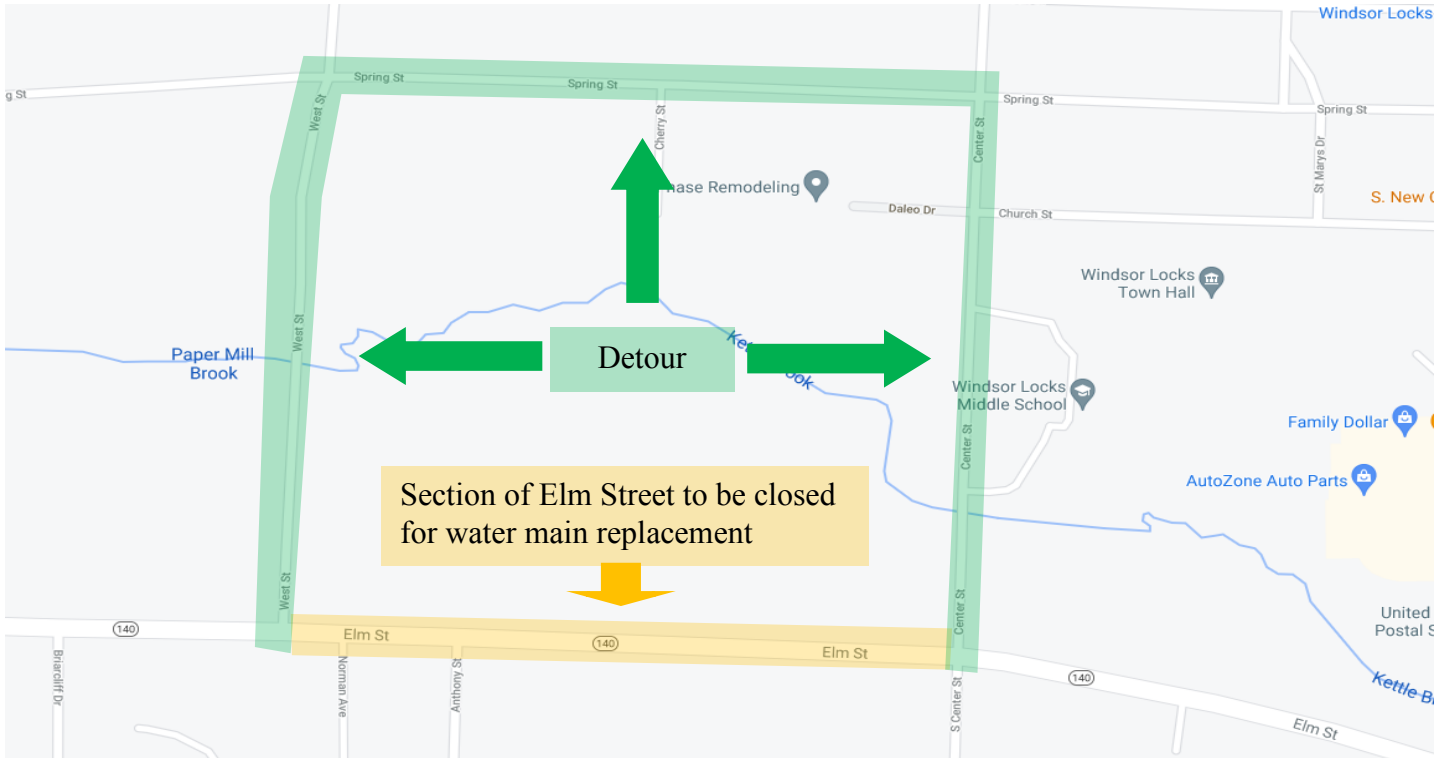 Windsor Locks
Spring St
Spring St
g St
Spring St
Spring St
West St
Cherry St
Center St
St Marys Dr
hase Remodeling
S. New
Daleo Dr
Church St
Windsor Locks
Town Hall
West St
Paper Mill
Brook
Detour
Windsor Locks
Middle School
Family Dollar
Center St
AutoZone Auto Parts
Section of Elm Street to be closed
for water main replacement
West St
Center St
United
Postal S
140
Elm St
140
Elm St
Briarcliff Dr
Norman Ave
Anthony St
S Center St
140
Kettle B
Elm St